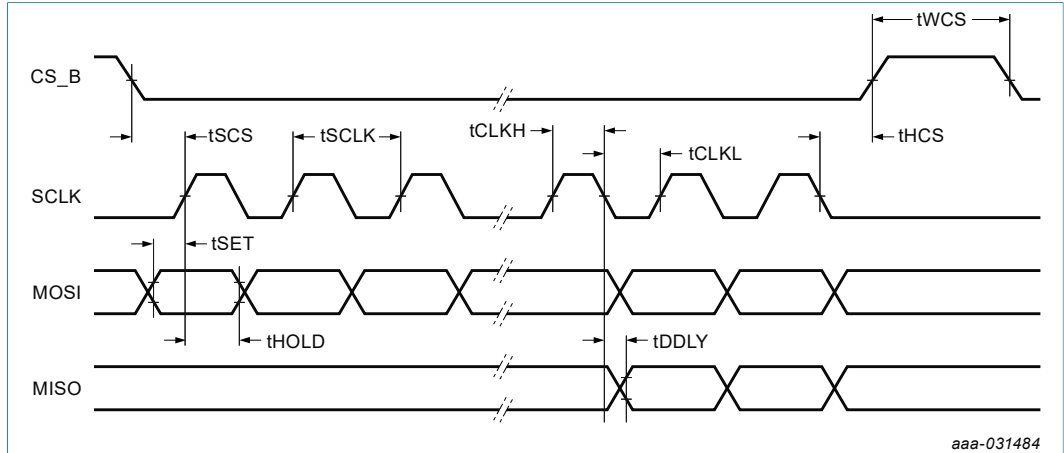 tWCS
CS_B
tSCS
tSCLK
tCLKH
tHCS
tCLKL
SCLK
tSET
MOSI
tHOLD
tDDLY
MISO
aaa-031484